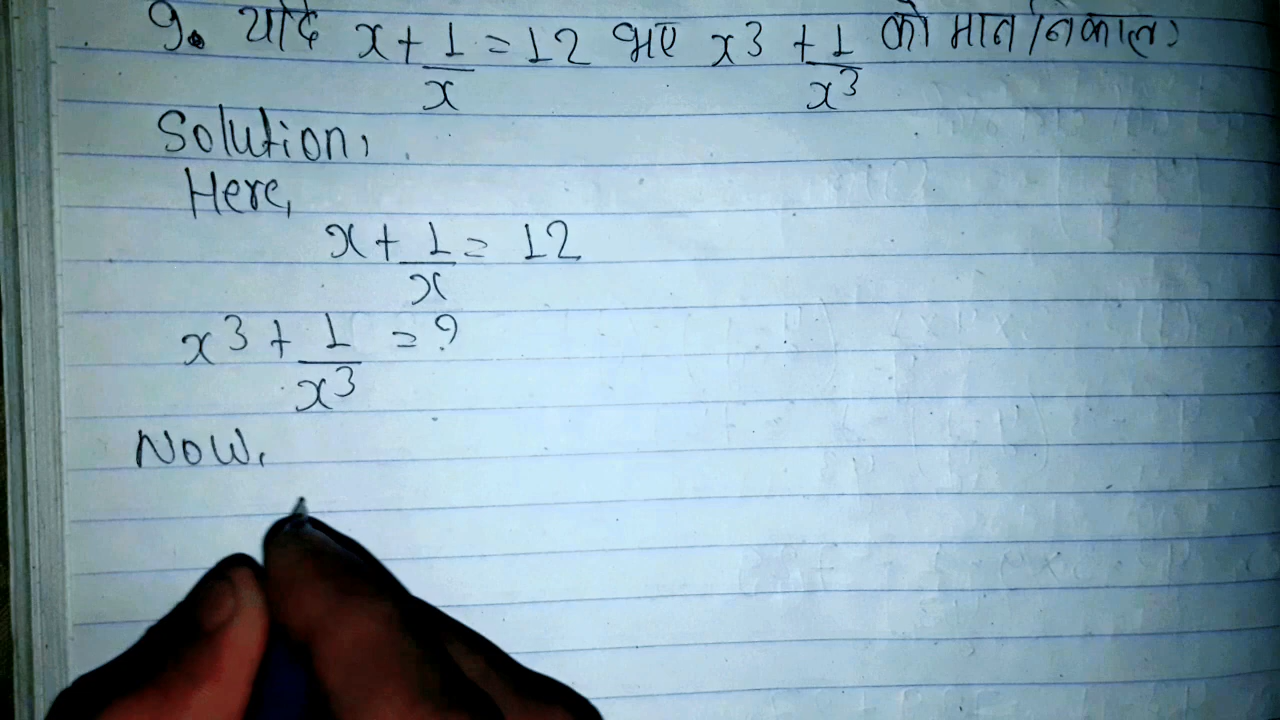 9. यदि x + 1/x = 12 भए x³ + 1/x³ को मान निकाल
Solution,
Here,
x + 1/x = 12
x³ + 1/x³ = ?
Now,